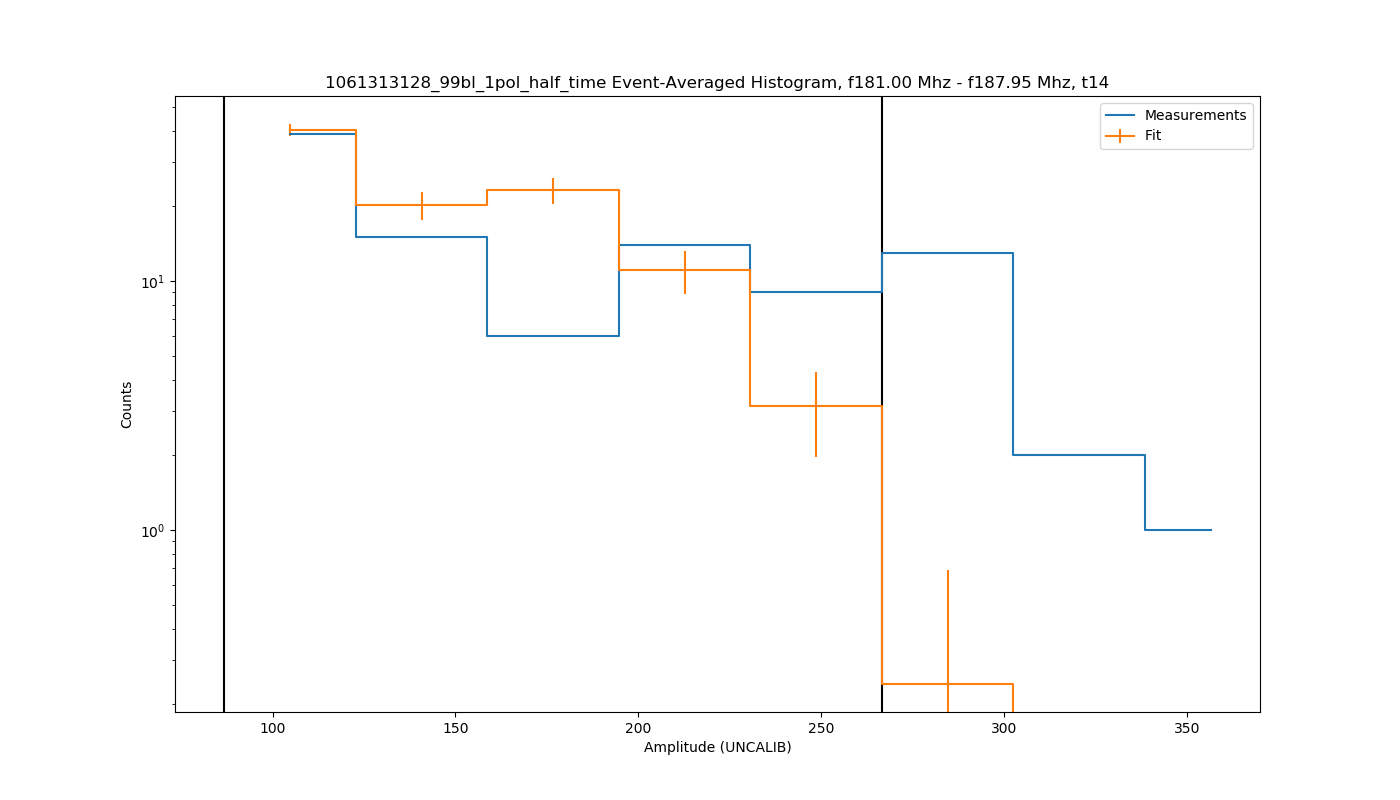 1061313128_99bl_1pol_half_time Event-Averaged Histogram, f181.00 Mhz - f187.95 Mhz, t14
Measurements
Fit
Counts
10¹
10⁰
100 150 200 250 300 350
Amplitude (UNCALIB)